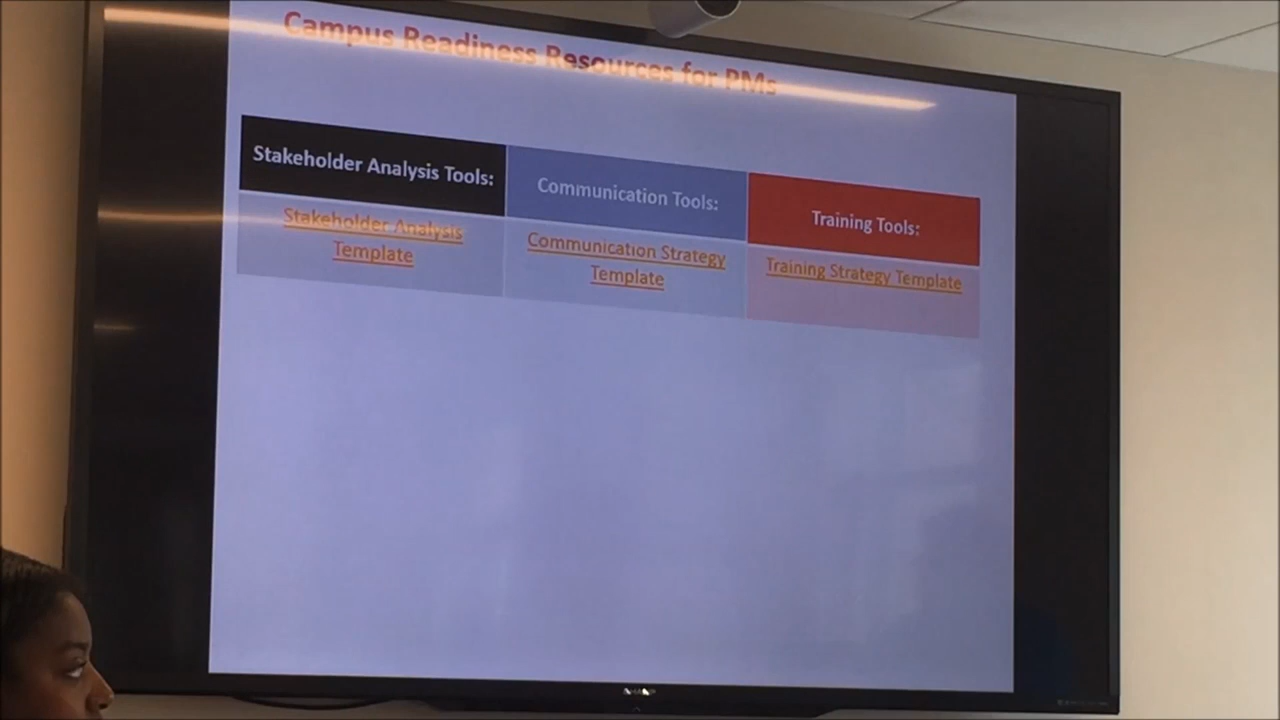 Campus Readiness Resources for PMs
Stakeholder Analysis Tools:
Communication Tools:
Training Tools:
Stakeholder Analysis
Template
Communication Strategy
Template
Training Strategy Template
SHARP